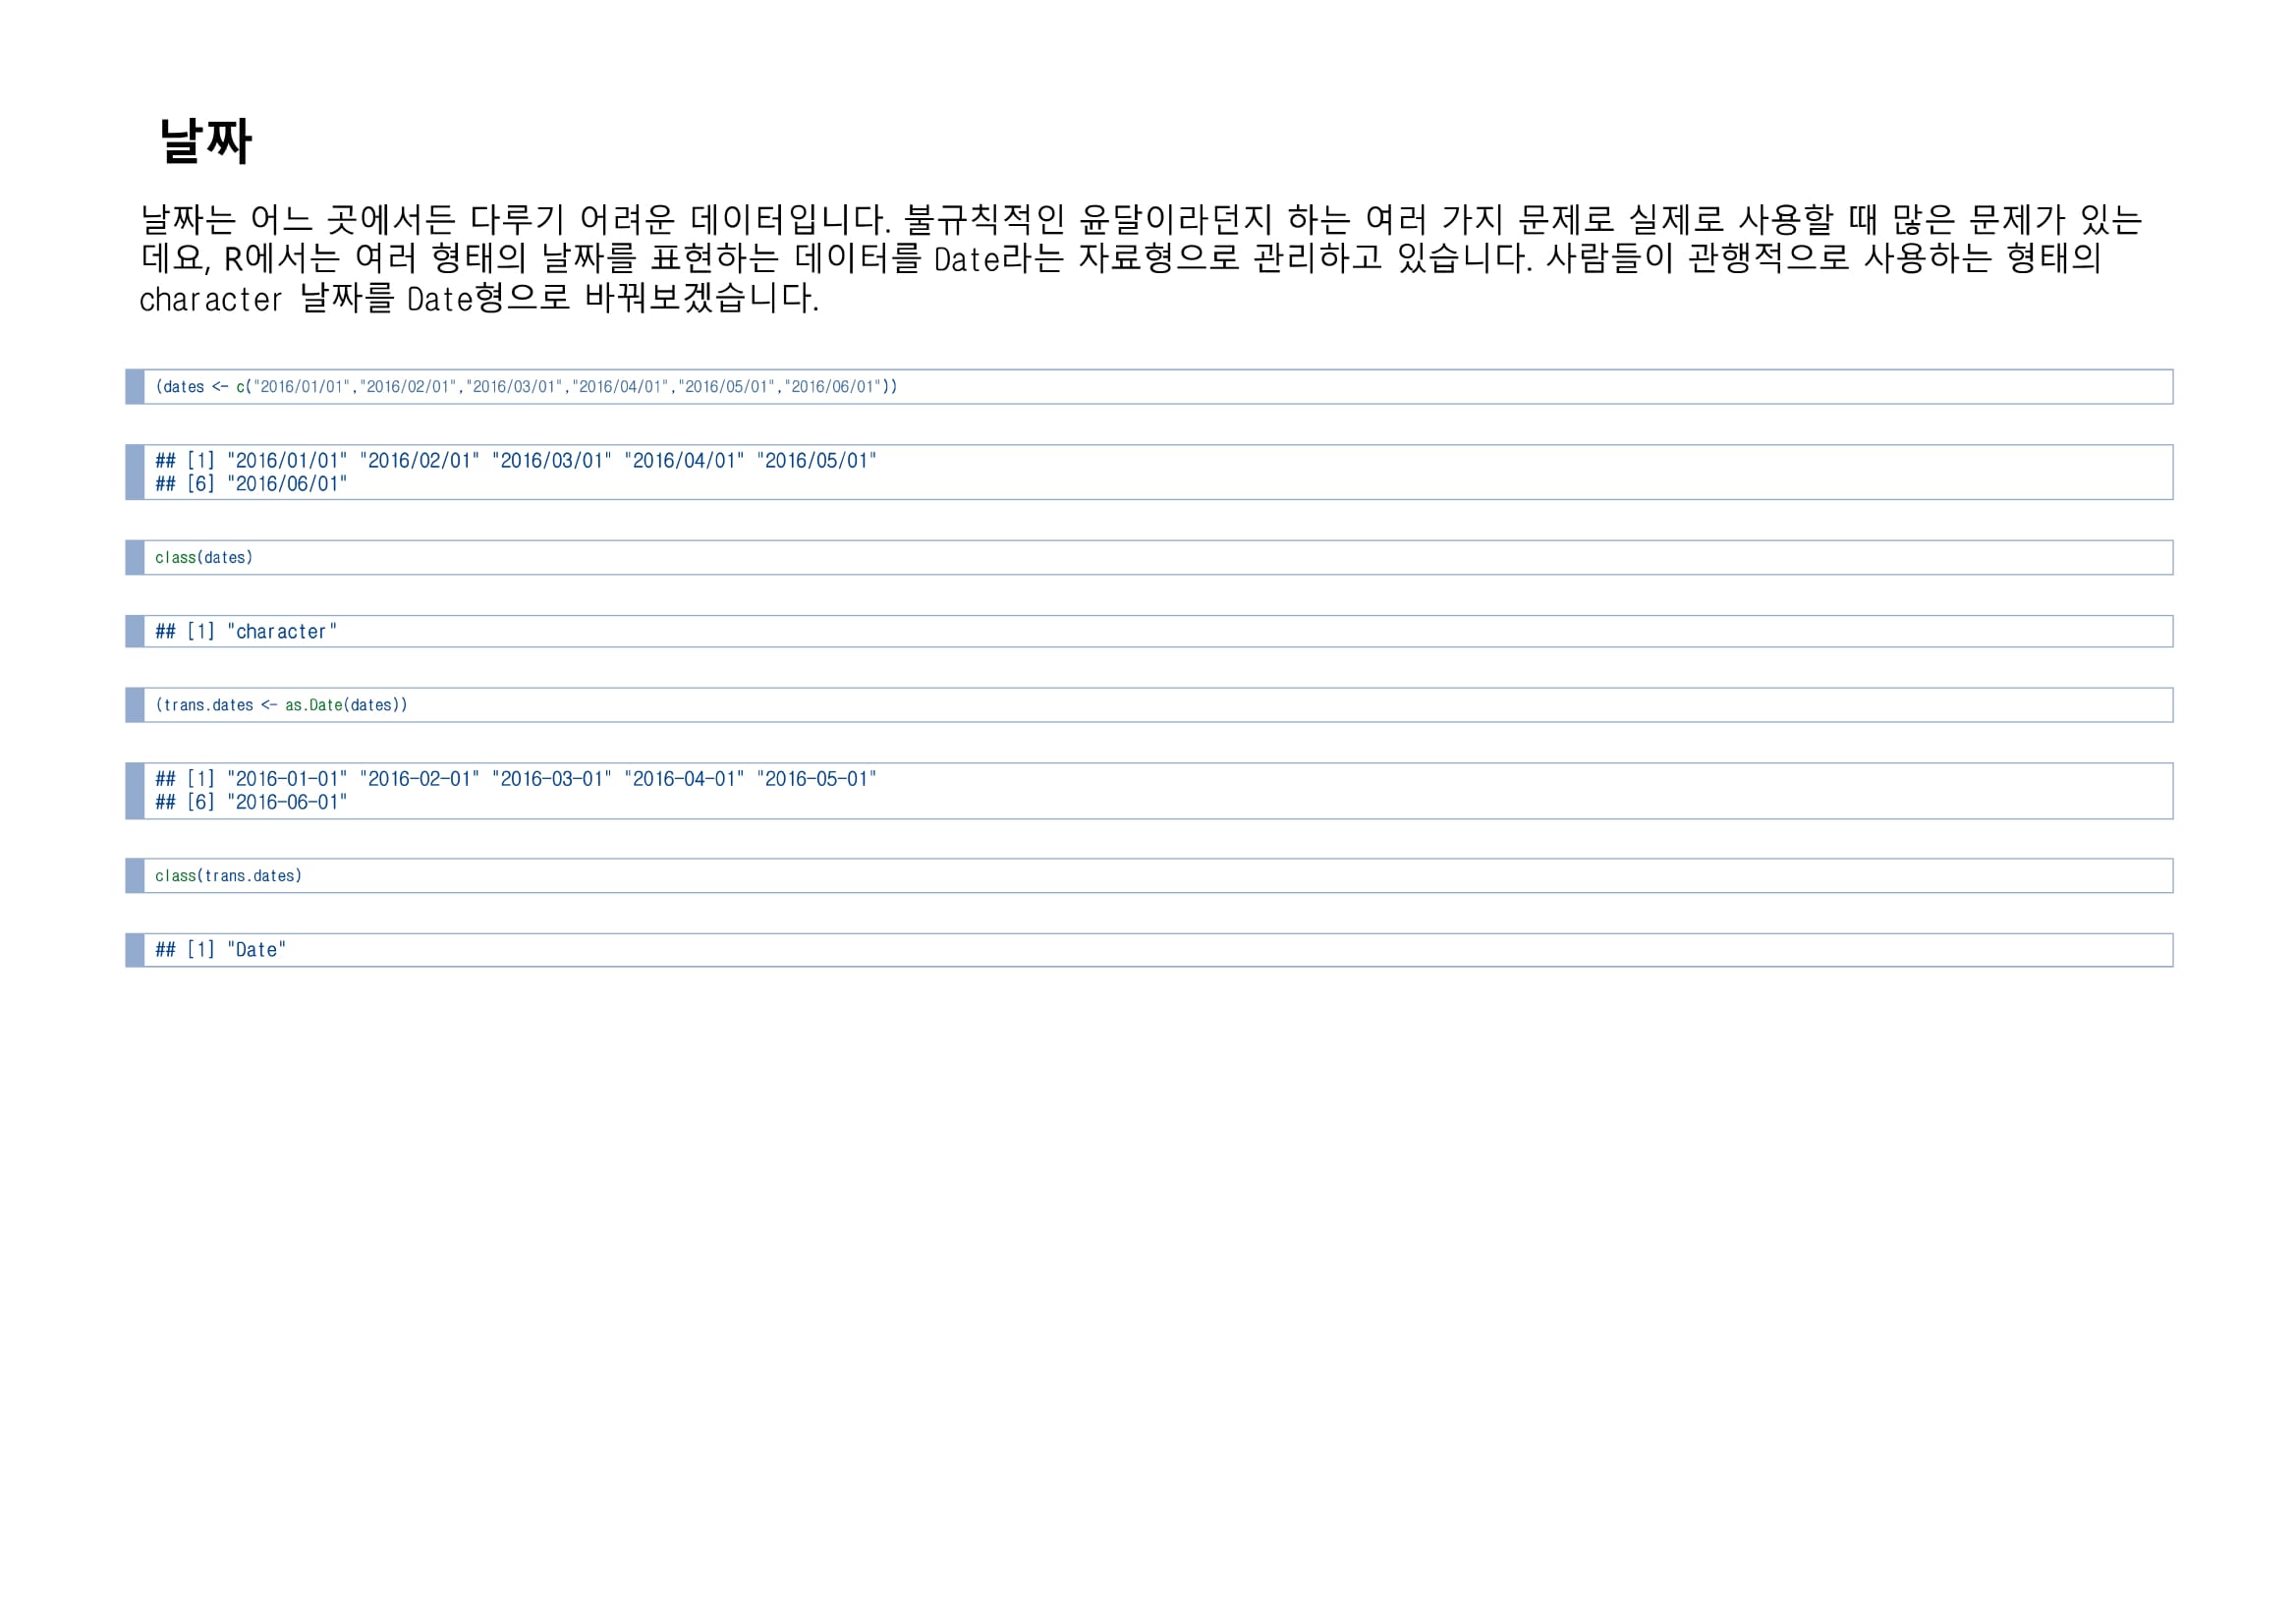 날짜
날짜는 어느 곳에서든 다루기 어려운 데이터입니다. 불규칙적인 윤달이라던지 하는 여러 가지 문제로 실제로 사용할 때 많은 문제가 있는
데요, R에서는 여러 형태의 날짜를 표현하는 데이터를 Date라는 자료형으로 관리하고 있습니다. 사람들이 관행적으로 사용하는 형태의
character 날짜를 Date형으로 바꿔보겠습니다.
(dates <- c("2016/01/01","2016/02/01","2016/03/01","2016/04/01","2016/05/01","2016/06/01"))
## [1] "2016/01/01" "2016/02/01" "2016/03/01" "2016/04/01" "2016/05/01"
## [6] "2016/06/01"
class(dates)
## [1] "character"
(trans.dates <- as.Date(dates))
## [1] "2016-01-01" "2016-02-01" "2016-03-01" "2016-04-01" "2016-05-01"
## [6] "2016-06-01"
class(trans.dates)
## [1] "Date"